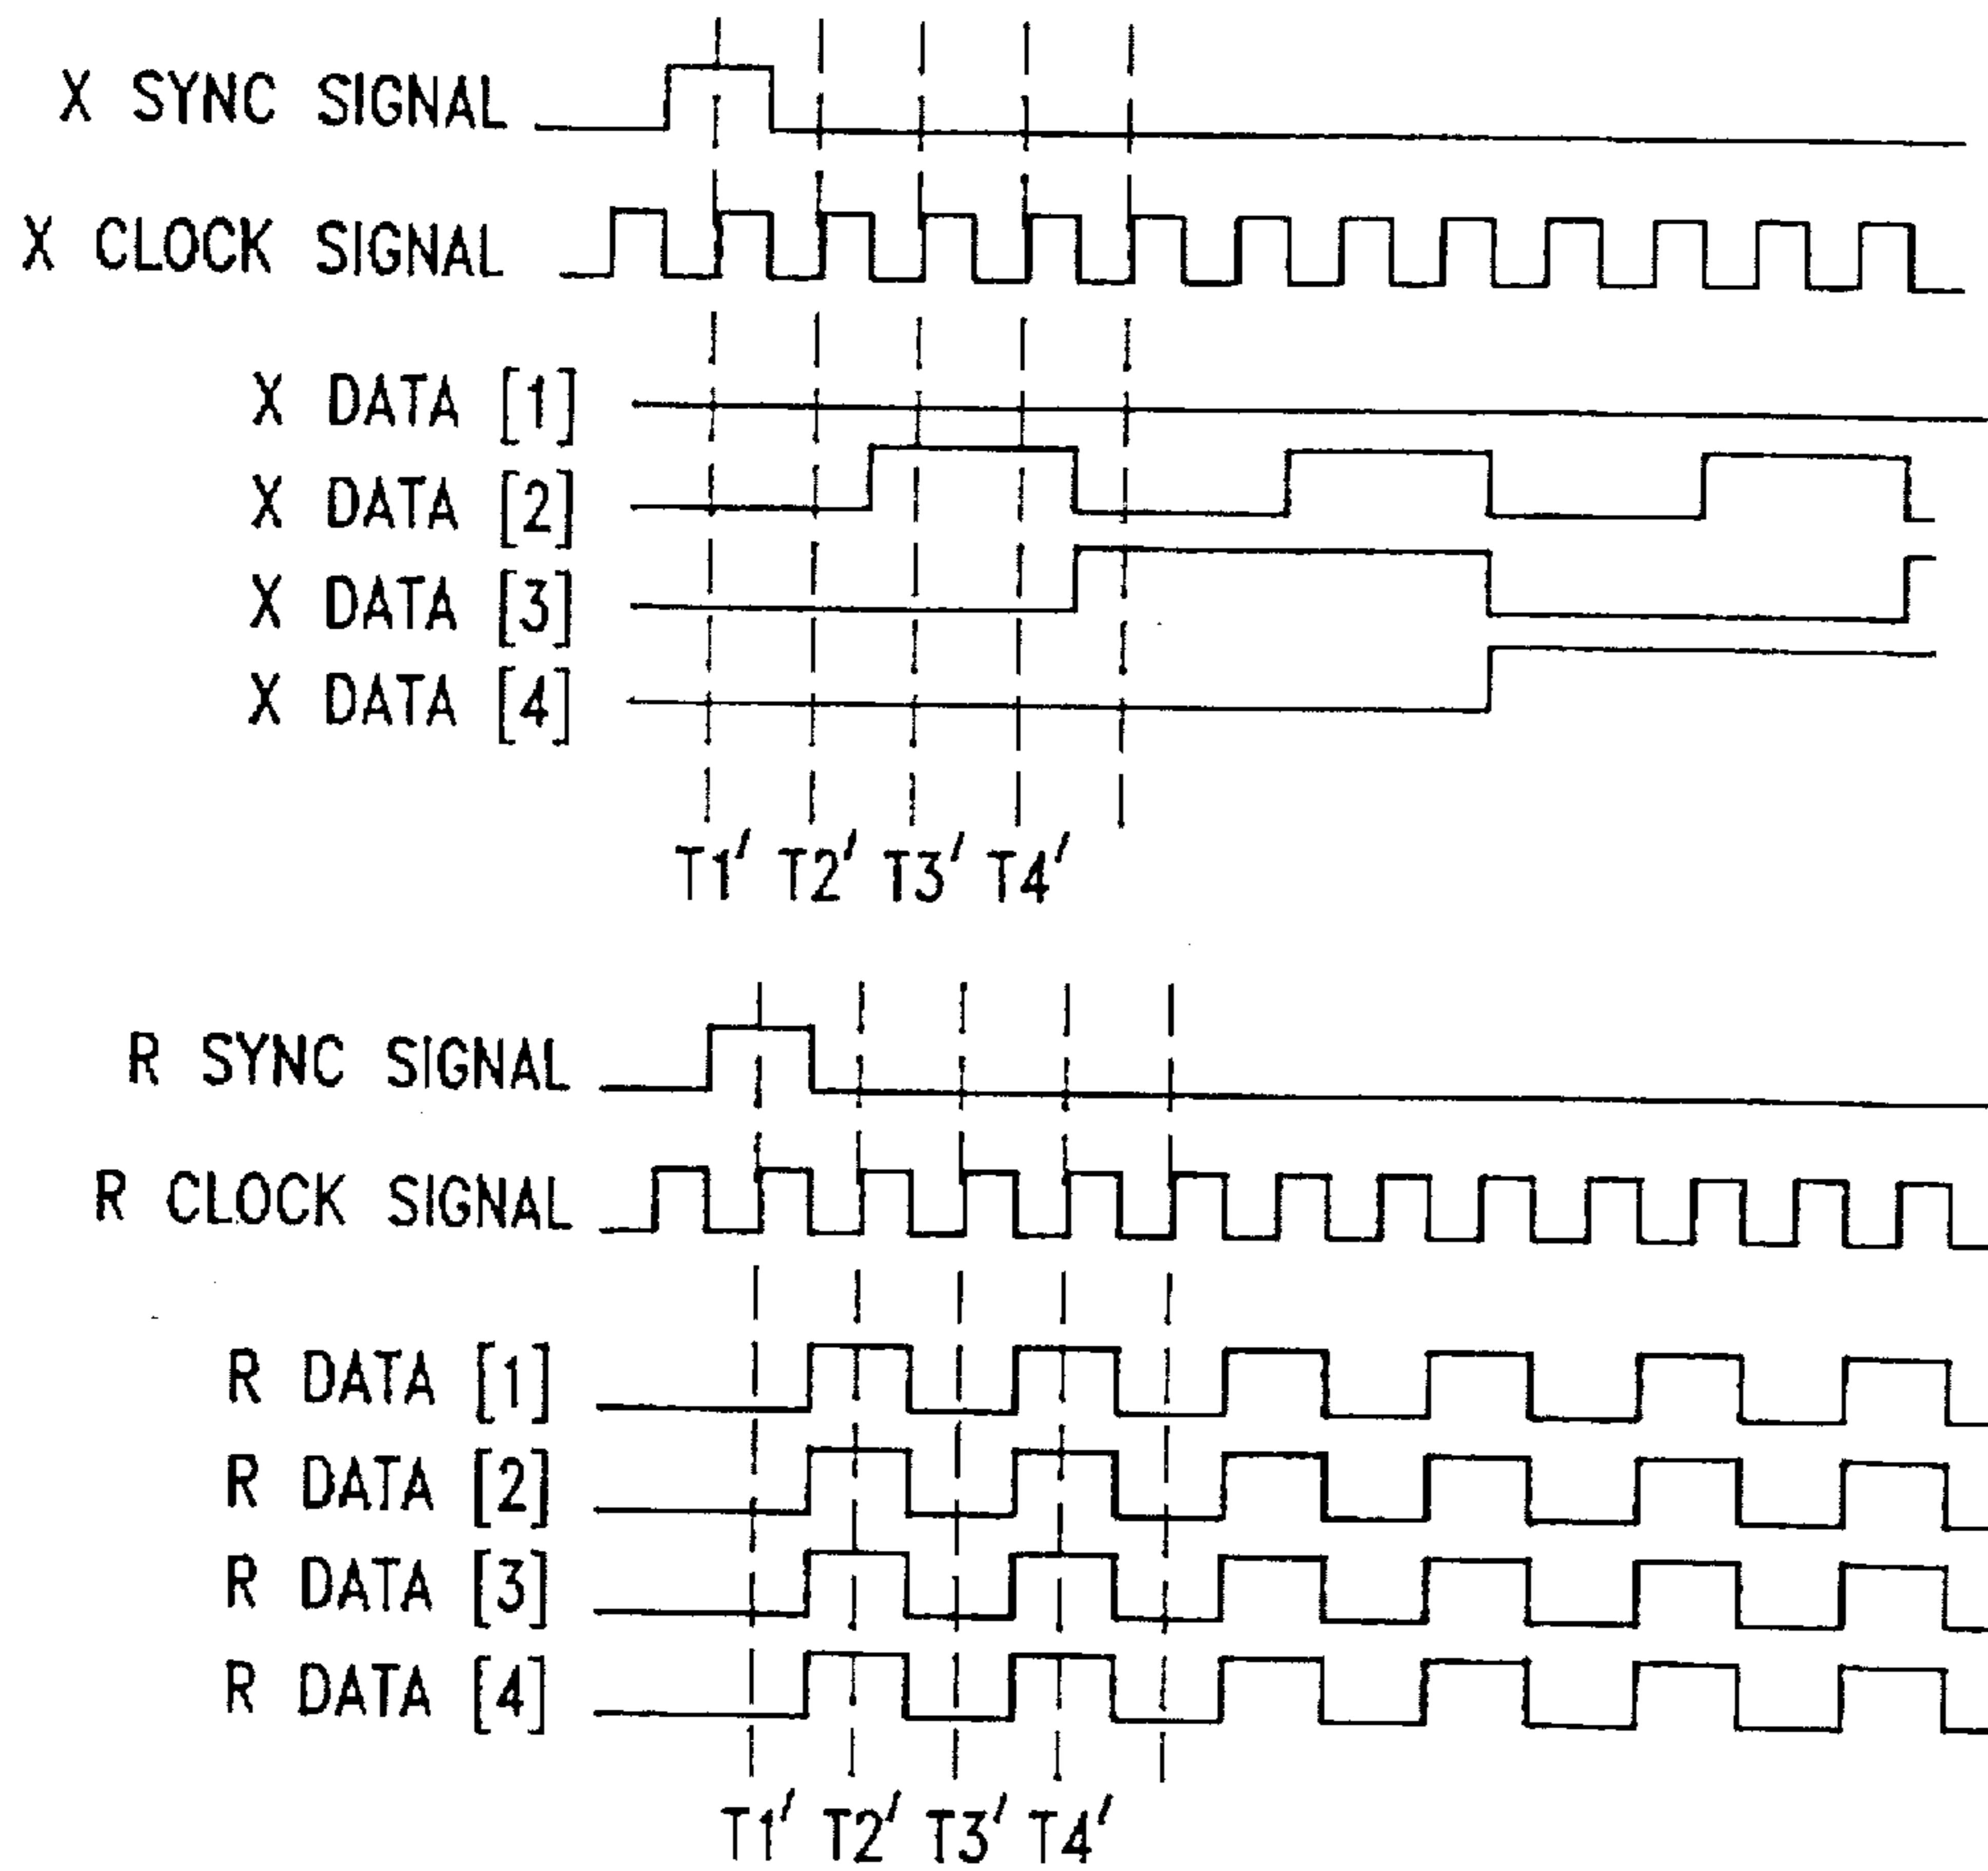 X SYNC SIGNAL
X CLOCK SIGNAL
X DATA [1]
X DATA [2]
X DATA [3]
X DATA [4]
T1' T2' T3' T4'
R SYNC SIGNAL
R CLOCK SIGNAL
R DATA [1]
R DATA [2]
R DATA [3]
R DATA [4]
T1' T2' T3' T4'